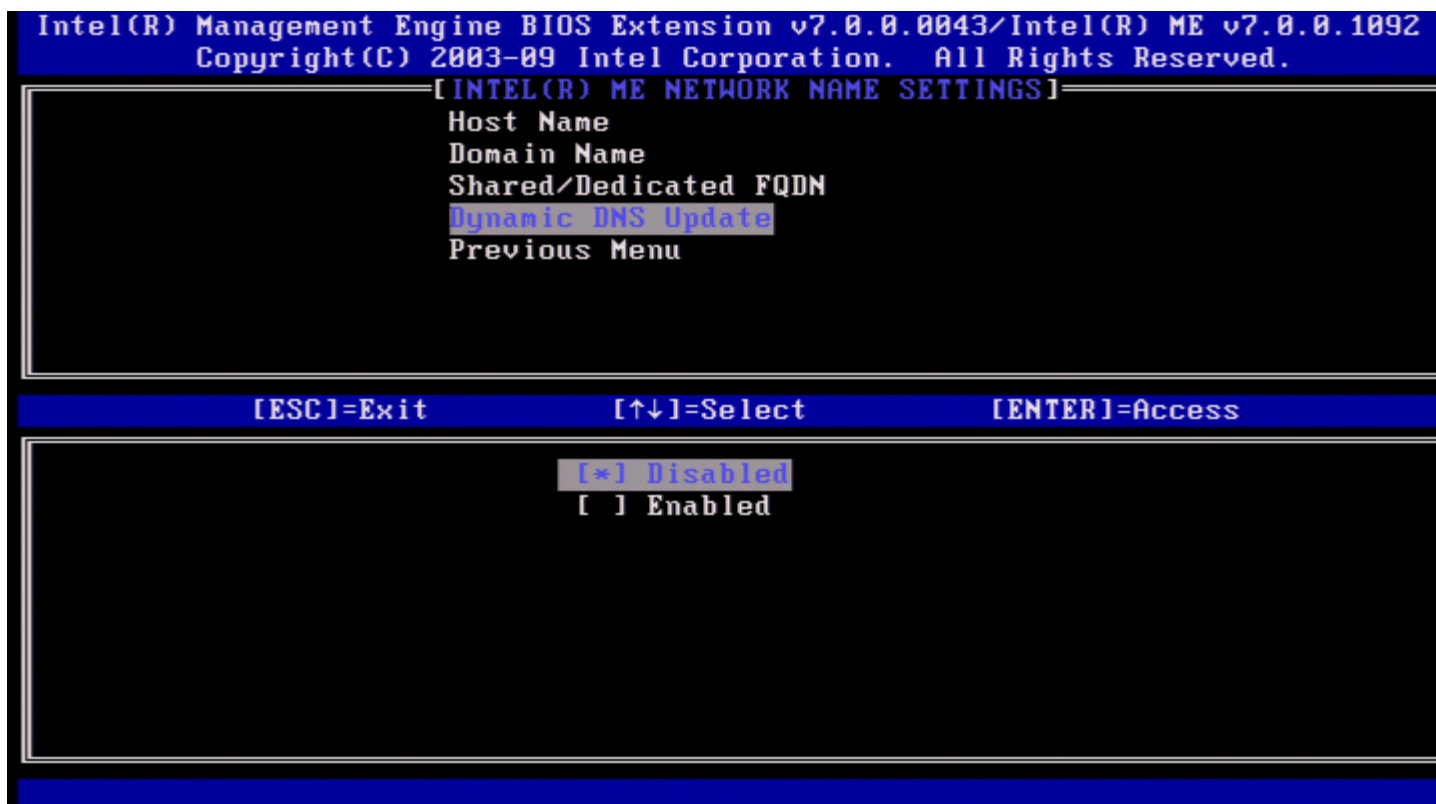 Intel(R) Management Engine BIOS Extension v7.0.0.0043/Intel(R) ME v7.0.0.1092
Copyright(C) 2003-09 Intel Corporation. All Rights Reserved.
[INTEL(R) ME NETWORK NAME SETTINGS]
Host Name
Domain Name
Shared/Dedicated FQDN
Dynamic DNS Update
Previous Menu
[ESC]=Exit [↑↓]=Select [ENTER]=Access
[*] Disabled
[ ] Enabled